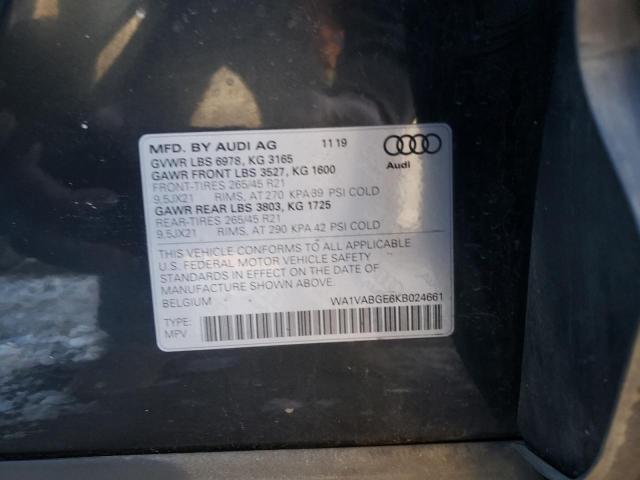 MFD. BY AUDI AG 11 19
GVWR LBS 6978, KG 3165
GAWR FRONT LBS 3527, KG 1600
FRONT-TIRES 265/45 R21
9.5JX21 RIMS, AT 270 KPA 39 PSI COLD
GAWR REAR LBS 3803, KG 1725
REAR-TIRES 265/45 R21
9.5JX21 RIMS, AT 290 KPA 42 PSI COLD
Audi
THIS VEHICLE CONFORMS TO ALL APPLICABLE
U.S. FEDERAL MOTOR VEHICLE SAFETY
STANDARDS IN EFFECT ON THE DATE OF
MANUFACTURE SHOWN ABOVE.
BELGIUM WA1VABGE6KB024661
TYPE:
MPV